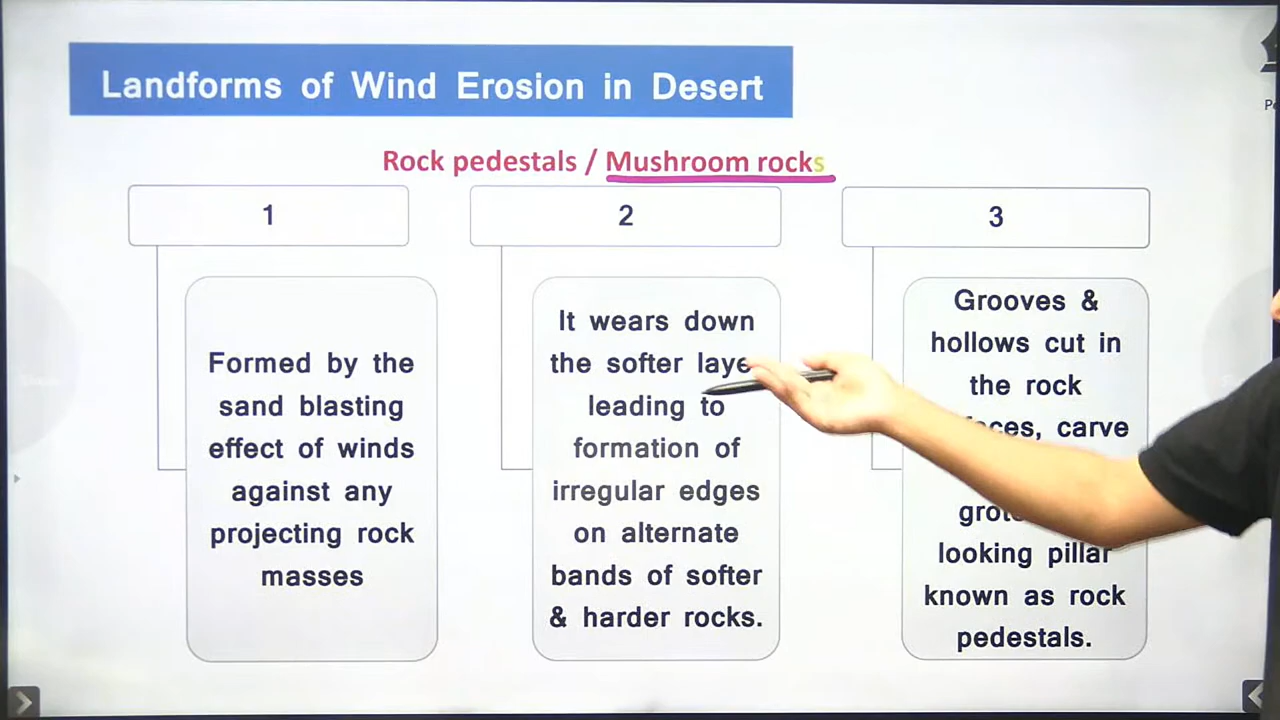 Landforms of Wind Erosion in Desert
Rock pedestals / Mushroom rocks
1
2
3
Formed by the
sand blasting
effect of winds
against any
projecting rock
masses
It wears down
the softer
leading to
formation of
irregular edges
on alternate
bands of softer
& harder rocks.
Grooves &
hollows cut in
the rock
carve
looking pillar
known as rock
pedestals.